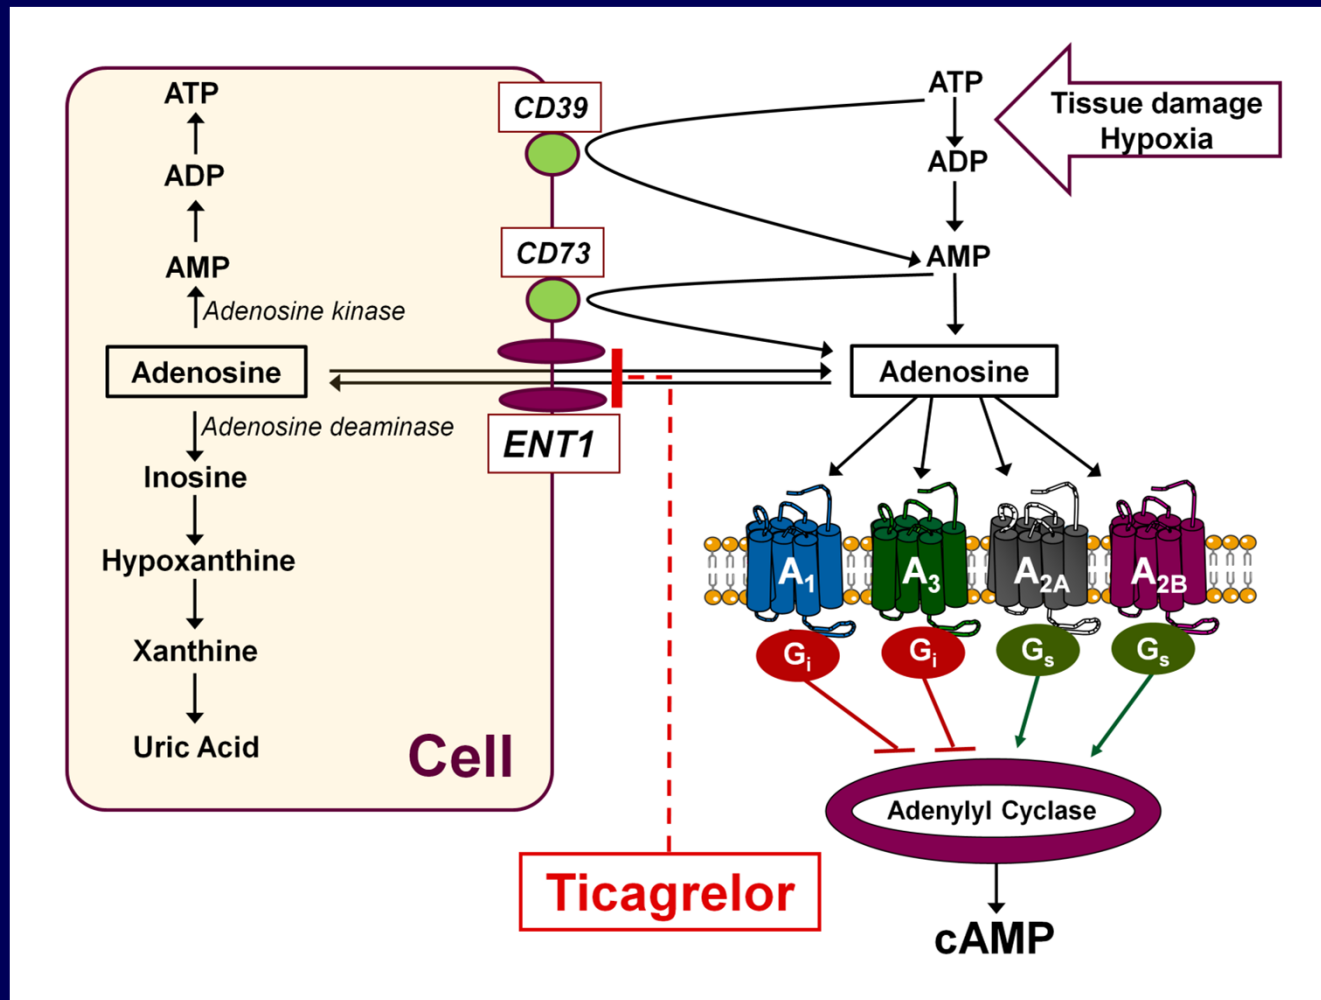 ATP
ADP
AMP
Adenosine kinase
Adenosine
Adenosine deaminase
Inosine
Hypoxanthine
Xanthine
Uric Acid
Cell
CD39
CD73
ENT1
Ticagrelor
ATP
ADP
AMP
Adenosine
Tissue damage
Hypoxia
A₁
A₃
A₂A
A₂B
Gᵢ
Gᵢ
Gₛ
Gₛ
Adenylyl Cyclase
cAMP